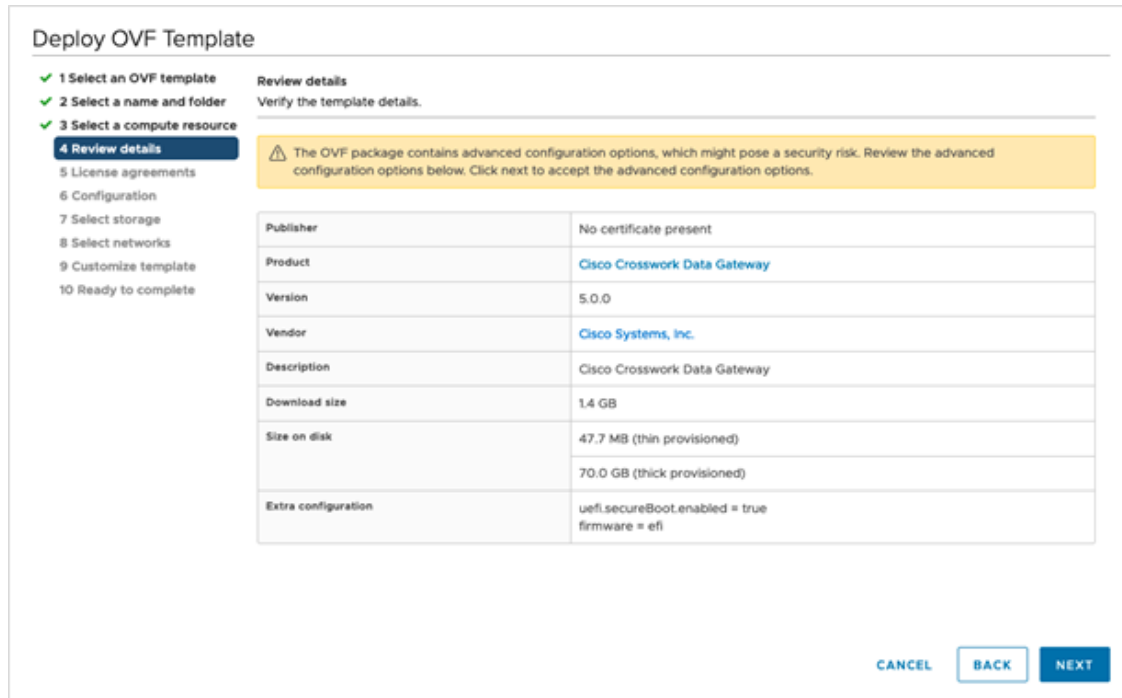 Deploy OVF Template
1 Select an OVF template
2 Select a name and folder
3 Select a compute resource
4 Review details
5 License agreements
6 Configuration
7 Select storage
8 Select networks
9 Customize template
10 Ready to complete
Review details
Verify the template details.
The OVF package contains advanced configuration options, which might pose a security risk. Review the advanced
configuration options below. Click next to accept the advanced configuration options.
Publisher No certificate present
Product Cisco Crosswork Data Gateway
Version 5.0.0
Vendor Cisco Systems, Inc.
Description Cisco Crosswork Data Gateway
Download size 1.4 GB
Size on disk 47.7 MB (thin provisioned)
70.0 GB (thick provisioned)
Extra configuration uefi.secureBoot.enabled = true
firmware = efi
CANCEL BACK NEXT